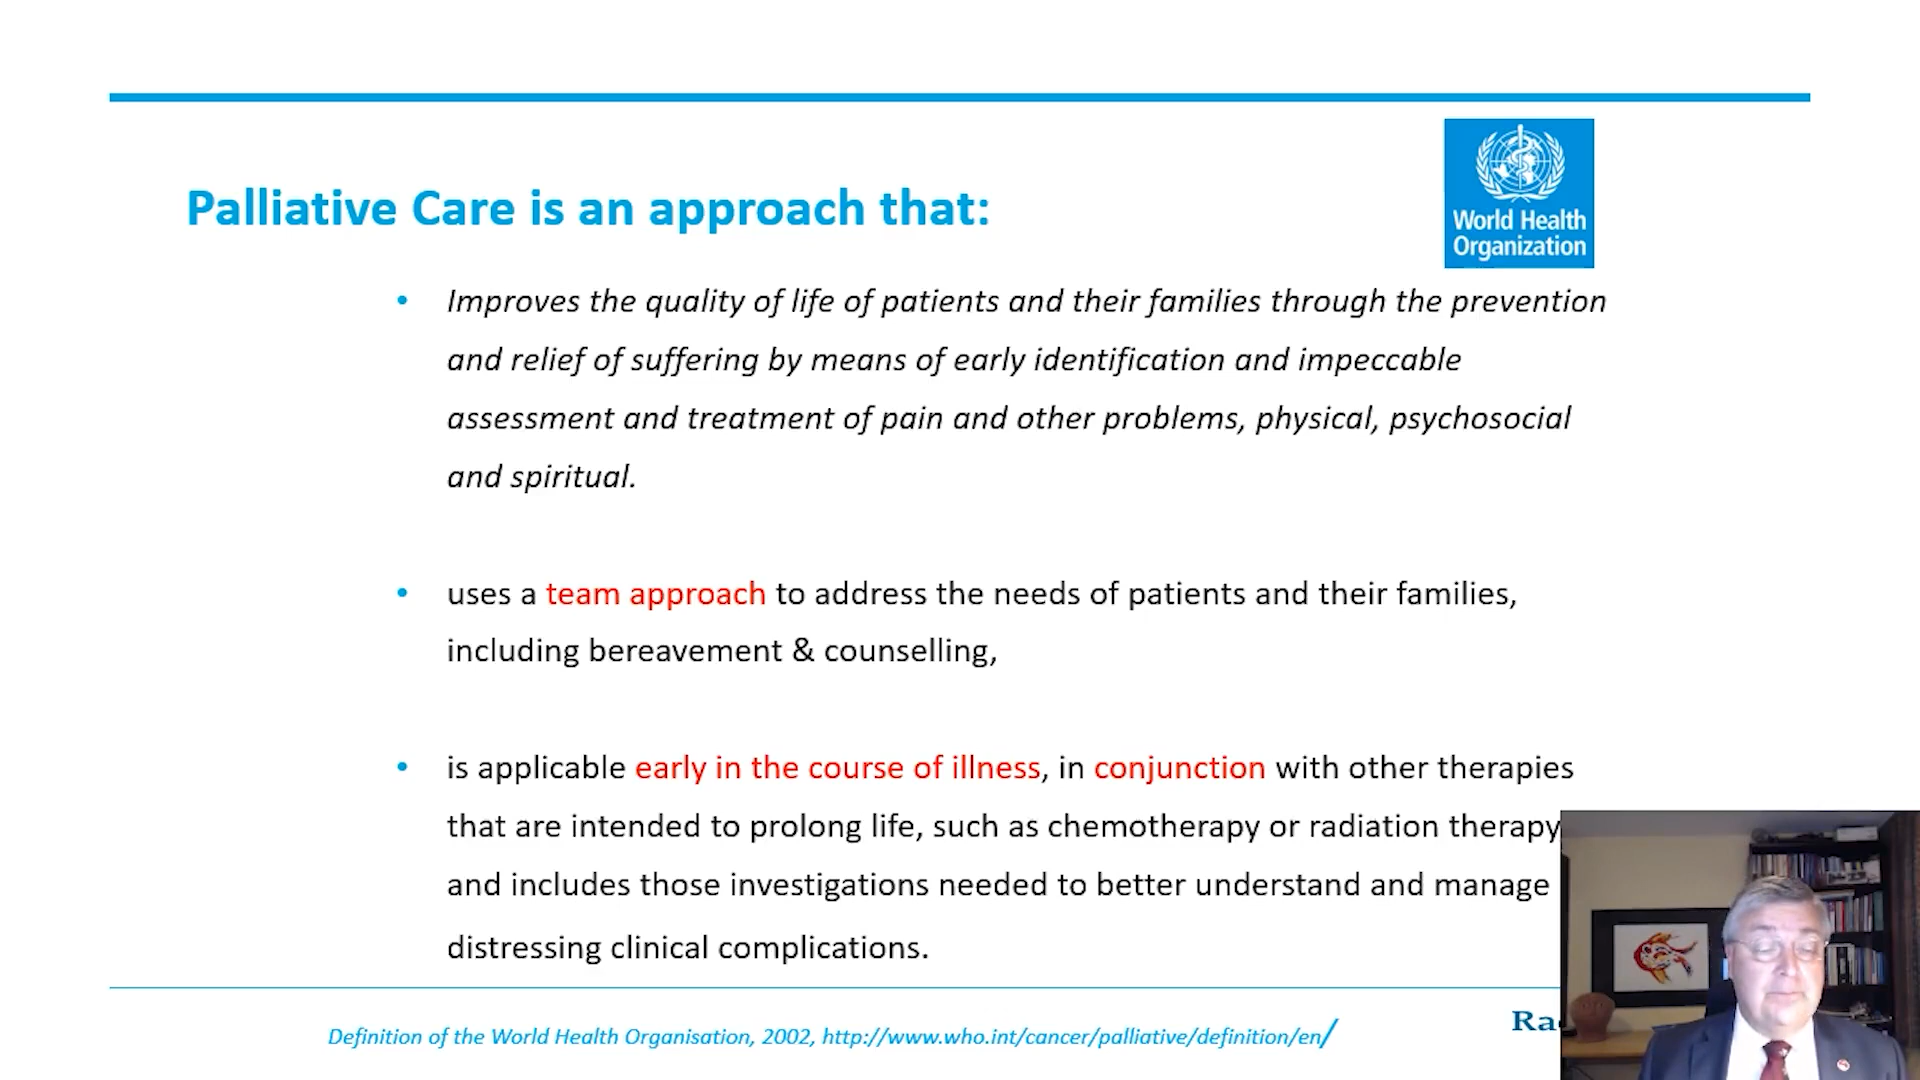 World Health
Organization
Palliative Care is an approach that:
• Improves the quality of life of patients and their families through the prevention
and relief of suffering by means of early identification and impeccable
assessment and treatment of pain and other problems, physical, psychosocial
and spiritual.
• uses a team approach to address the needs of patients and their families,
including bereavement & counselling,
• is applicable early in the course of illness, in conjunction with other therapies
that are intended to prolong life, such as chemotherapy or radiation therapy
and includes those investigations needed to better understand and manage
distressing clinical complications.
Definition of the World Health Organisation, 2002, http://www.who.int/cancer/palliative/definition/en/